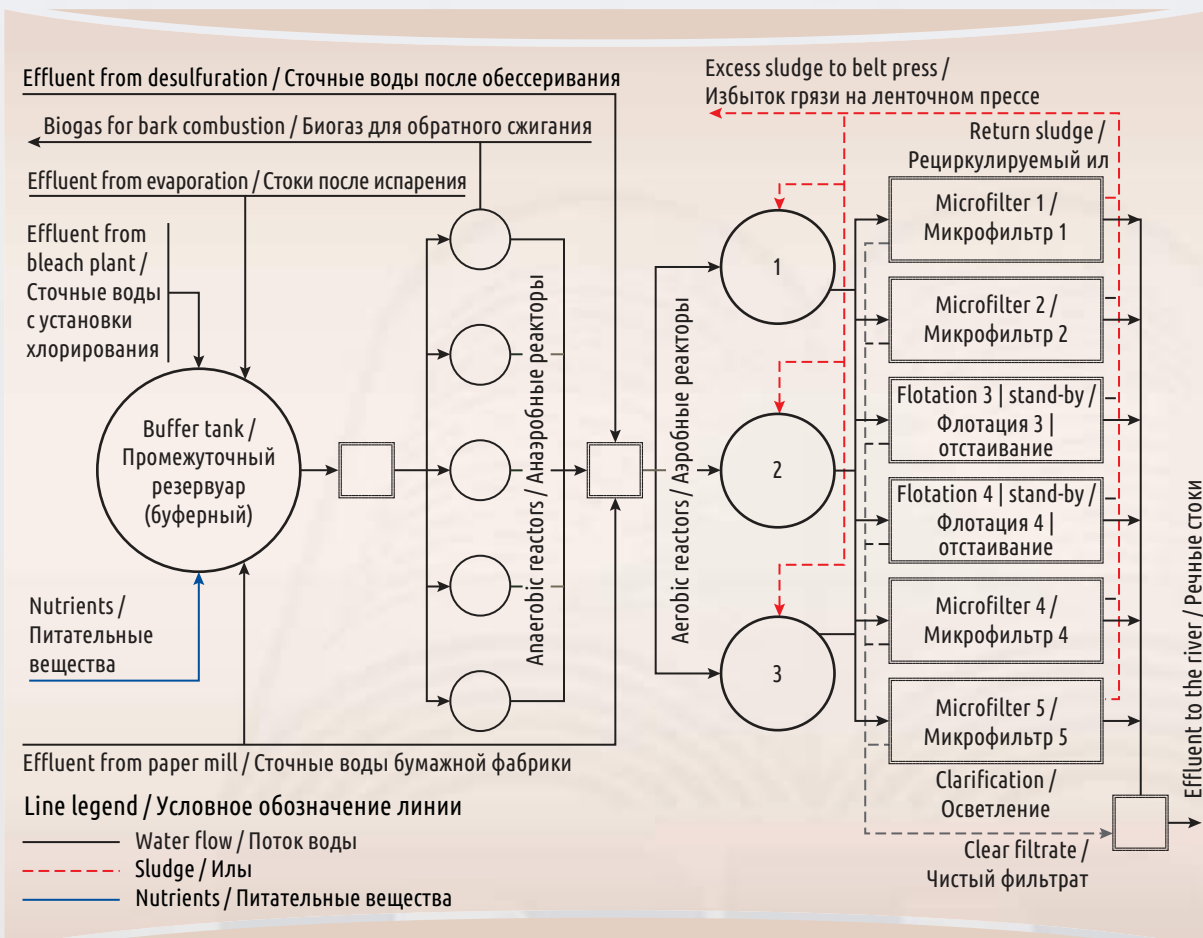 Effluent from desulfuration / Сточные воды после обессеривания
Biogas for bark combustion / Биогаз для обратного сжигания
Effluent from evaporation / Стоки после испарения
Effluent from
bleach plant /
Сточные воды
с установки
хлорирования
Buffer tank /
Промежуточный
резервуар
(буферный)
Nutrients /
Питательные
вещества
Effluent from paper mill / Сточные воды бумажной фабрики
Anaerobic reactors / Анаэробные реакторы
Aerobic reactors / Аэробные реакторы
1
2
3
Excess sludge to belt press /
Избыток грязи на ленточном прессе
Return sludge /
Рециркулируемый ил
Microfilter 1 /
Микрофильтр 1
Microfilter 2 /
Микрофильтр 2
Flotation 3 | stand-by /
Флотация 3 |
отстаивание
Flotation 4 | stand-by /
Флотация 4 |
отстаивание
Microfilter 4 /
Микрофильтр 4
Microfilter 5 /
Микрофильтр 5
Clarification /
Осветление
Clear filtrate /
Чистый фильтрат
Effluent to the river / Речные стоки
Line legend / Условное обозначение линии
Water flow / Поток воды
Sludge / Илы
Nutrients / Питательные вещества